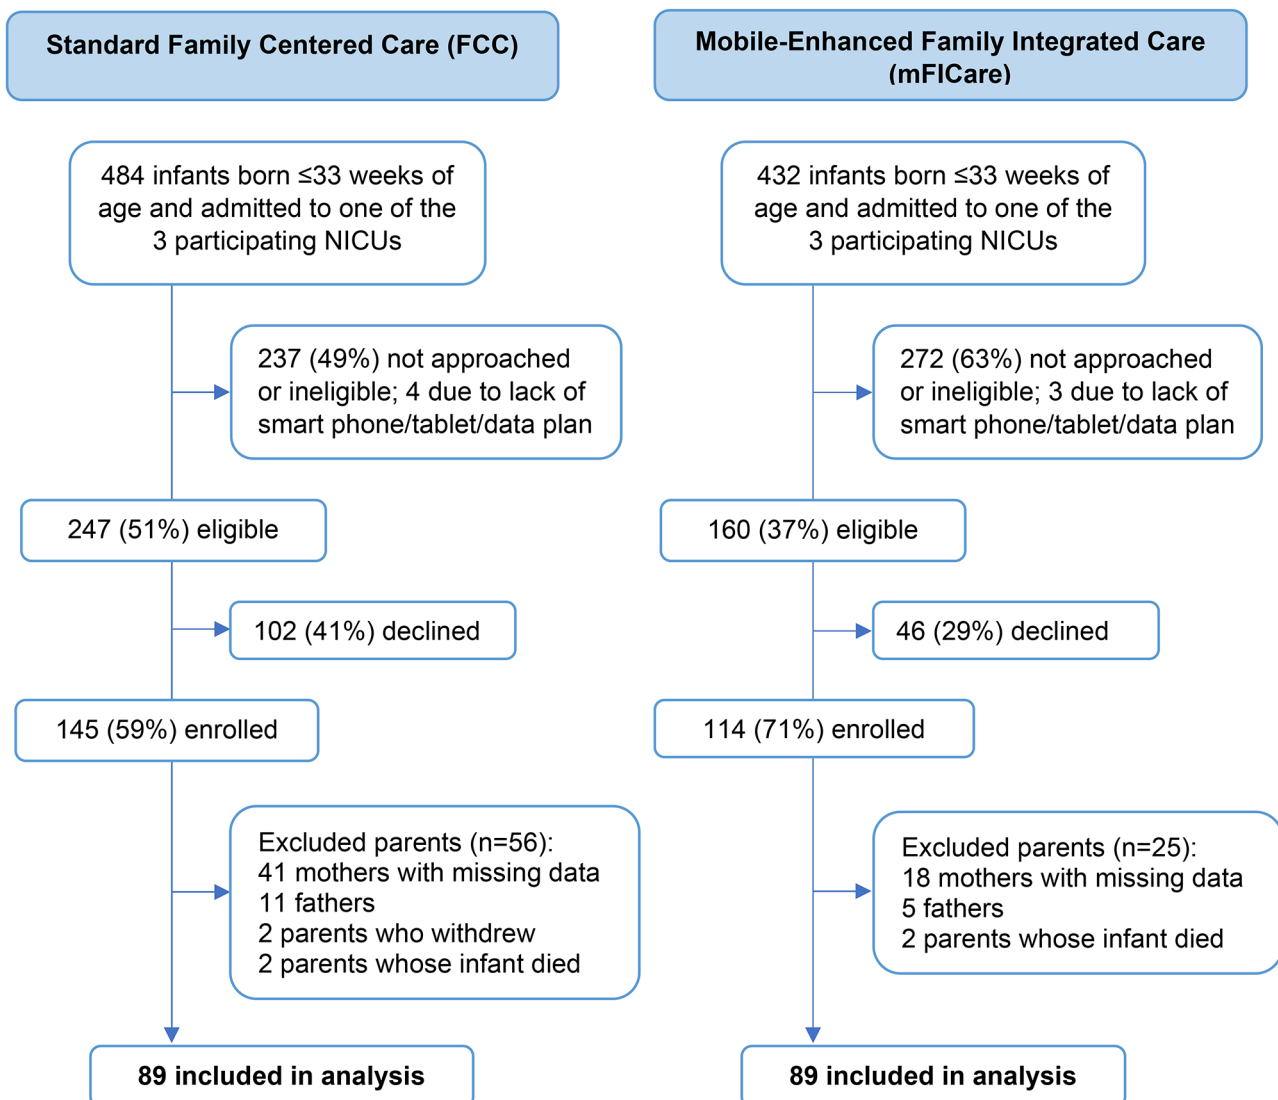 Standard Family Centered Care (FCC)
484 infants born ≤33 weeks of
age and admitted to one of the
3 participating NICUs
237 (49%) not approached
or ineligible; 4 due to lack of
smart phone/tablet/data plan
247 (51%) eligible
102 (41%) declined
145 (59%) enrolled
Excluded parents (n=56):
41 mothers with missing data
11 fathers
2 parents who withdrew
2 parents whose infant died
89 included in analysis
Mobile-Enhanced Family Integrated Care
(mFICare)
432 infants born ≤33 weeks of
age and admitted to one of the
3 participating NICUs
272 (63%) not approached
or ineligible; 3 due to lack of
smart phone/tablet/data plan
160 (37%) eligible
46 (29%) declined
114 (71%) enrolled
Excluded parents (n=25):
18 mothers with missing data
5 fathers
2 parents whose infant died
89 included in analysis